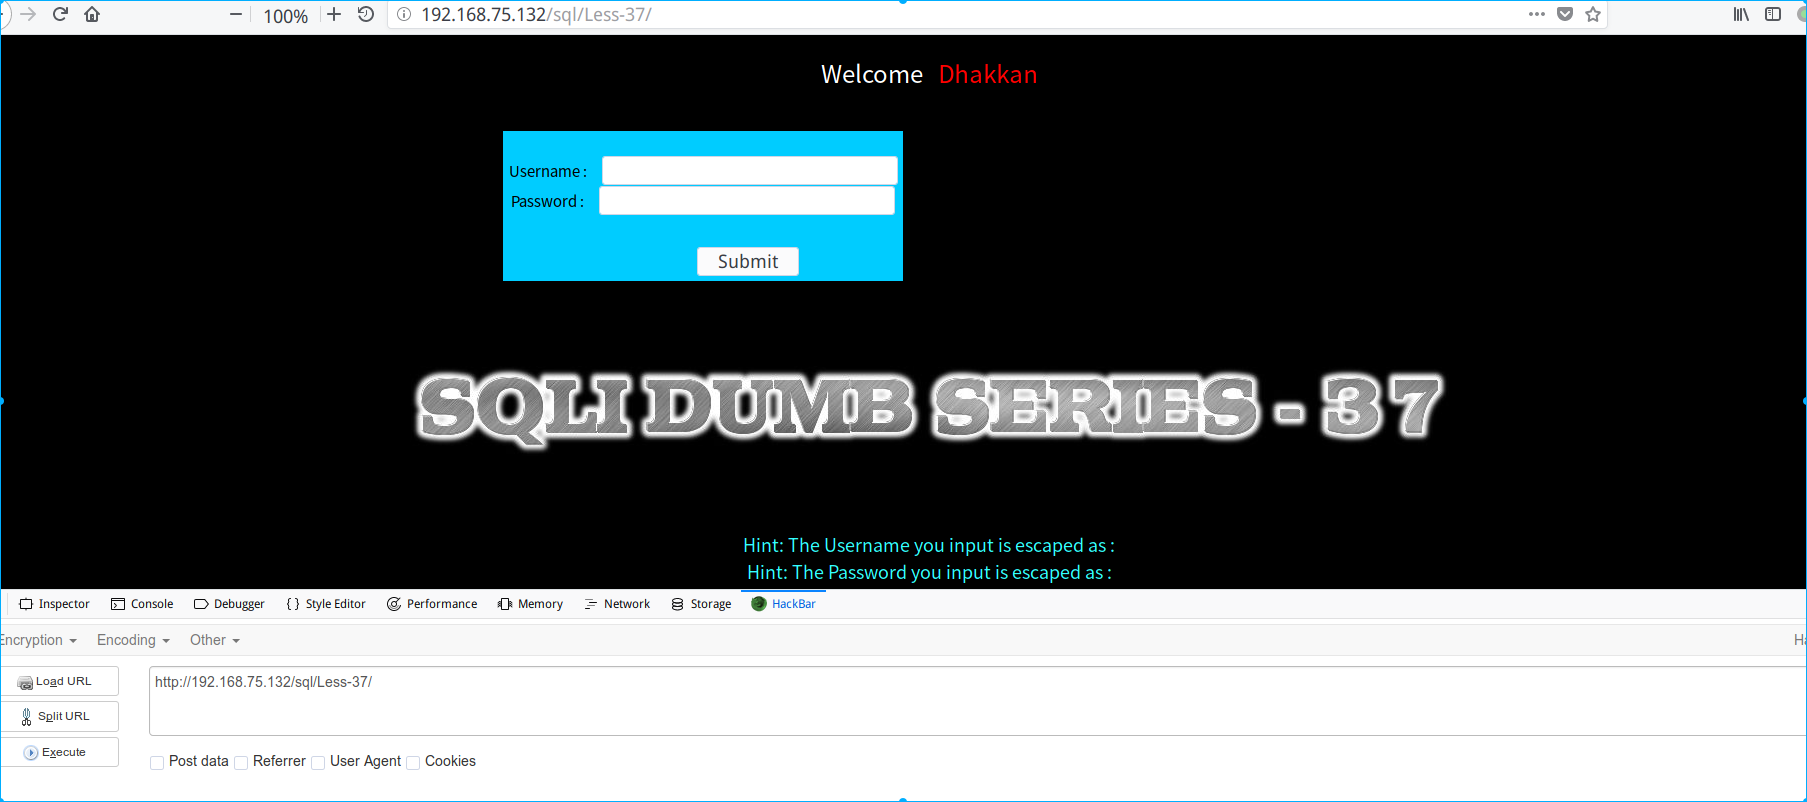 100% 192.168.75.132/sql/Less-37/
Welcome Dhakkan
Username :
Password :
Submit
SQLI DUMB SERIES - 37
Hint: The Username you input is escaped as :
Hint: The Password you input is escaped as :
Inspector Console Debugger Style Editor Performance Memory Network Storage HackBar
Encryption Encoding Other
Load URL http://192.168.75.132/sql/Less-37/
Split URL
Execute
Post data Referrer User Agent Cookies